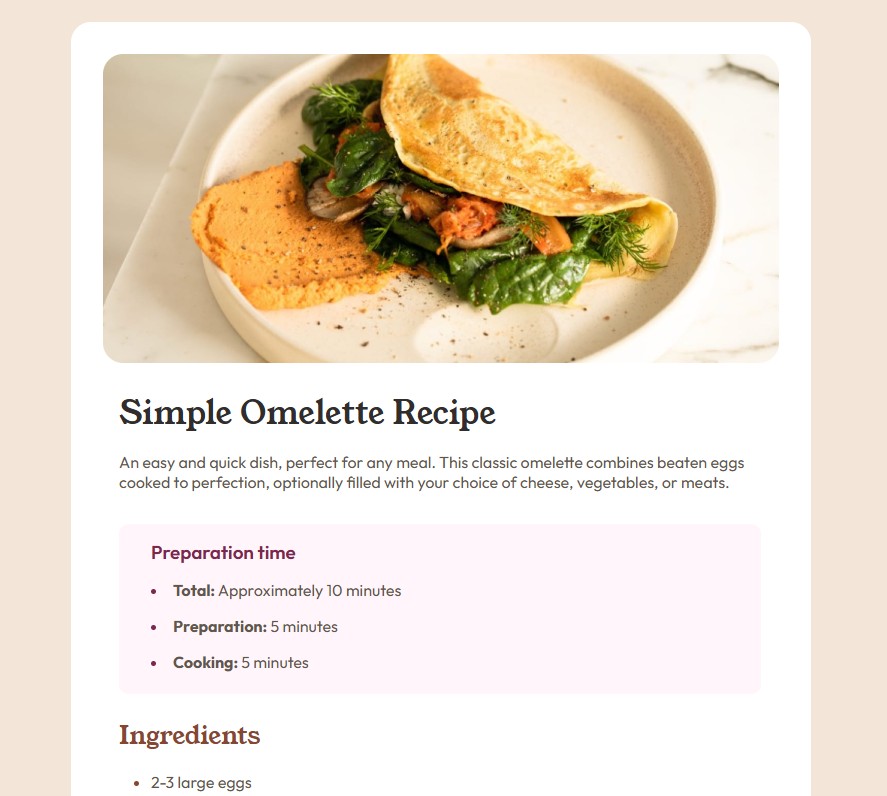 Simple Omelette Recipe
An easy and quick dish, perfect for any meal. This classic omelette combines beaten eggs
cooked to perfection, optionally filled with your choice of cheese, vegetables, or meats.
Preparation time
• Total: Approximately 10 minutes
• Preparation: 5 minutes
• Cooking: 5 minutes
Ingredients
• 2-3 large eggs